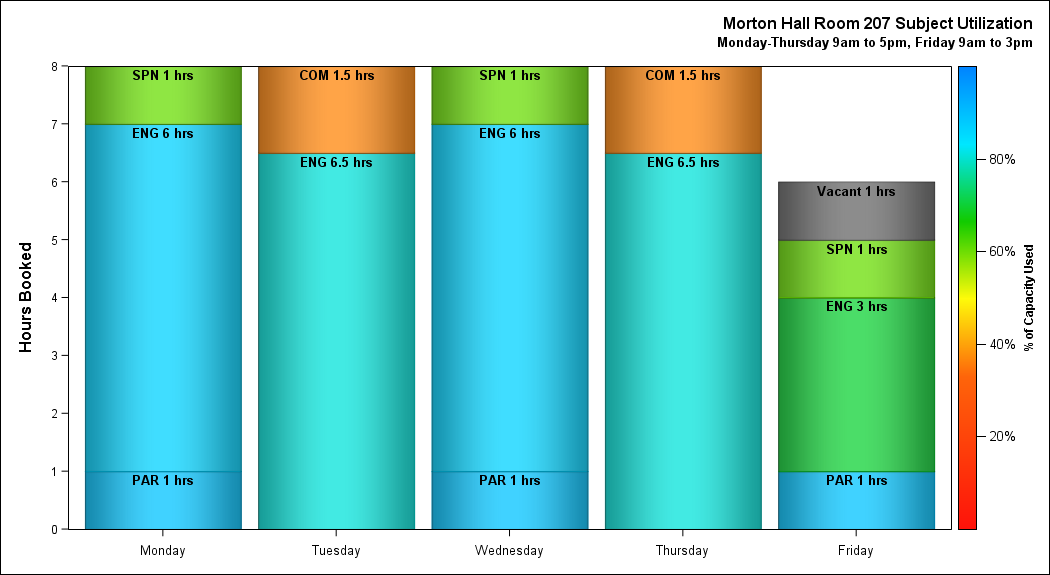 Morton Hall Room 207 Subject Utilization
Monday-Thursday 9am to 5pm, Friday 9am to 3pm
Hours Booked
8
7
6
5
4
3
2
1
0
SPN 1 hrs
ENG 6 hrs
PAR 1 hrs
COM 1.5 hrs
ENG 6.5 hrs
SPN 1 hrs
ENG 6 hrs
PAR 1 hrs
COM 1.5 hrs
ENG 6.5 hrs
Vacant 1 hrs
SPN 1 hrs
ENG 3 hrs
PAR 1 hrs
Monday
Tuesday
Wednesday
Thursday
Friday
80%
60%
40%
20%
% of Capacity Used